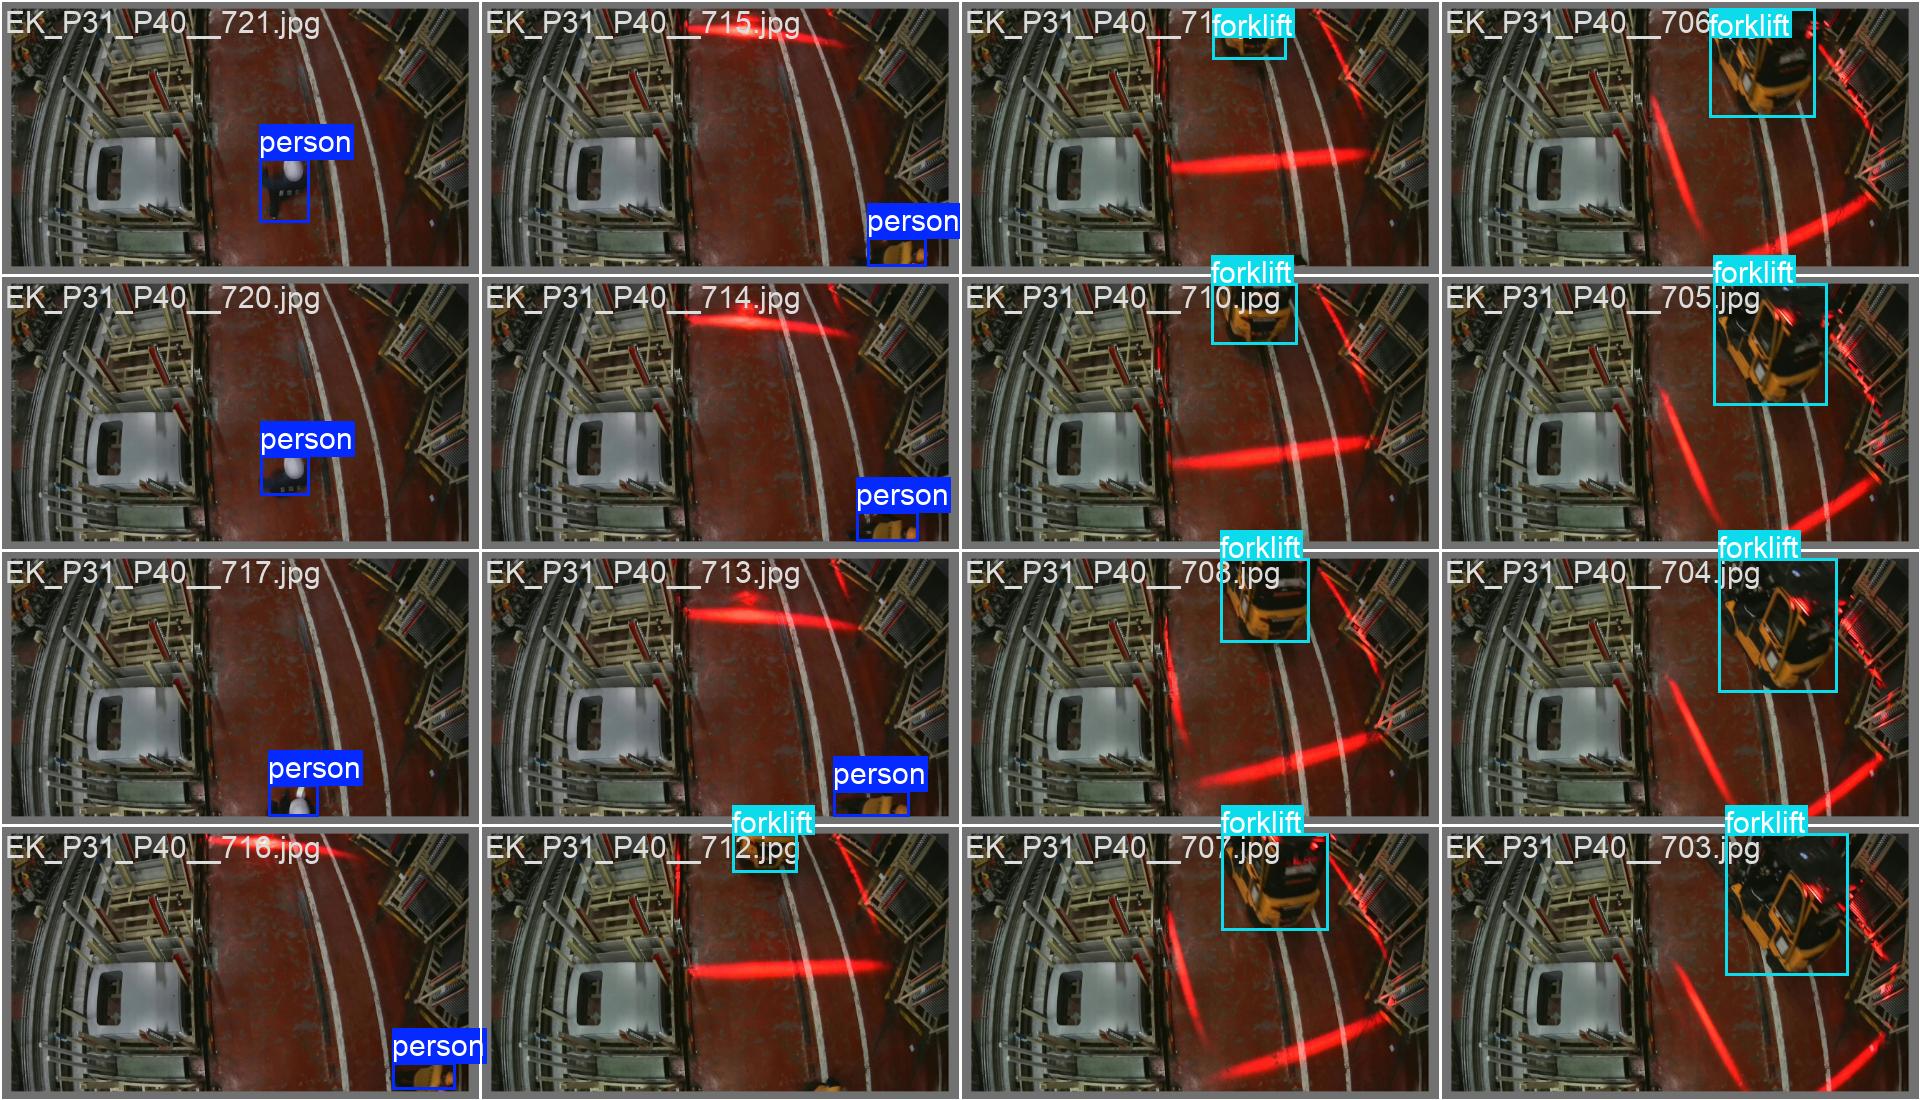 EK_P31_P40__721.jpg
person
EK_P31_P40__715.jpg
person
EK_P31_P40__71
forklift
EK_P31_P40__706
forklift
EK_P31_P40__720.jpg
person
EK_P31_P40__714.jpg
person
forklift
EK_P31_P40__710.jpg
forklift
EK_P31_P40__705.jpg
EK_P31_P40__717.jpg
person
EK_P31_P40__713.jpg
person
forklift
EK_P31_P40__708.jpg
forklift
EK_P31_P40__704.jpg
EK_P31_P40__716.jpg
person
forklift
EK_P31_P40__712.jpg
forklift
EK_P31_P40__707.jpg
forklift
EK_P31_P40__703.jpg